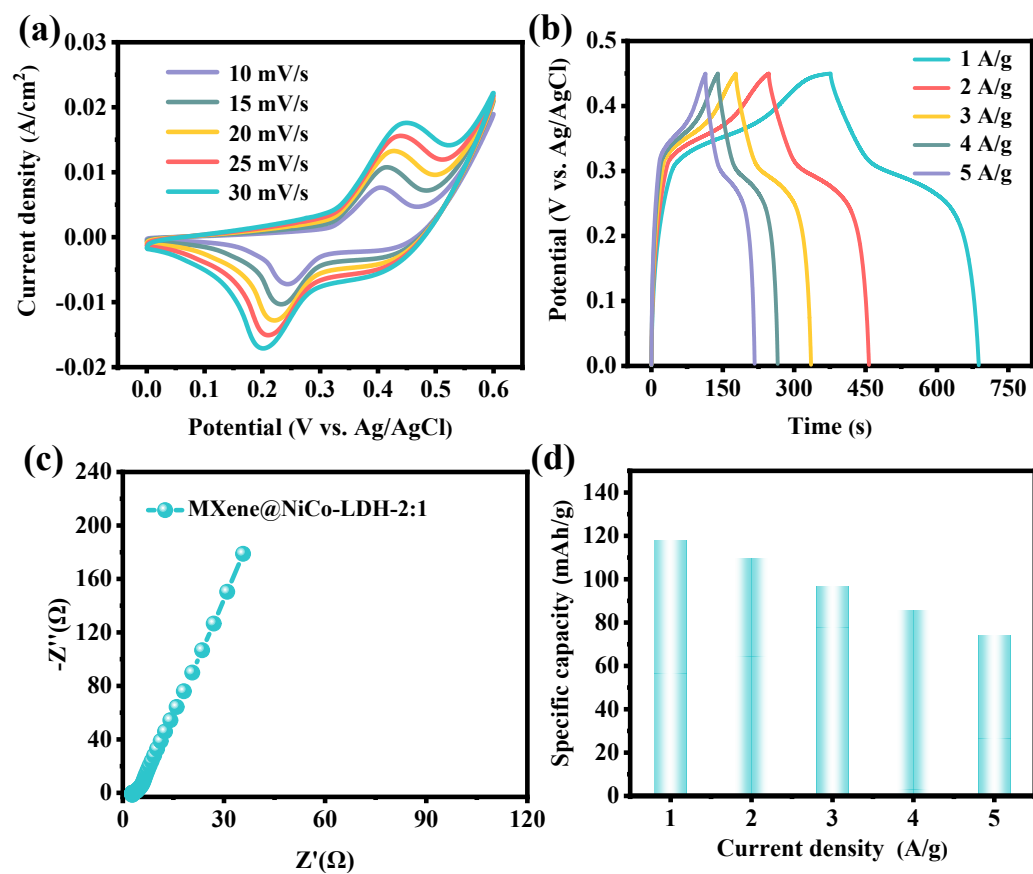 (a)
0.03
0.02
0.01
0.00
-0.01
-0.02
Current density (A/cm²)
10 mV/s
15 mV/s
20 mV/s
25 mV/s
30 mV/s
0.0 0.1 0.2 0.3 0.4 0.5 0.6
Potential (V vs. Ag/AgCl)
(b)
0.5
0.4
0.3
0.2
0.1
0.0
Potential (V vs. Ag/AgCl)
1 A/g
2 A/g
3 A/g
4 A/g
5 A/g
0 150 300 450 600 750
Time (s)
(c)
240
200
160
120
80
40
0
-Z''(Ω)
MXene@NiCo-LDH-2:1
0 30 60 90 120
Z'(Ω)
(d)
140
120
100
80
60
40
20
0
Specific capacity (mAh/g)
1 2 3 4 5
Current density (A/g)